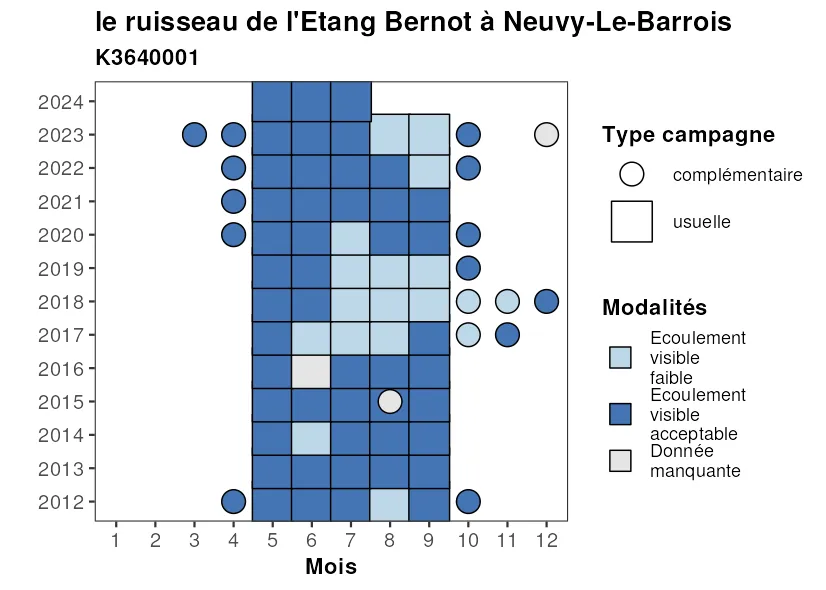 le ruisseau de l'Etang Bernot à Neuvy-Le-Barrois
K3640001
2024
2023
2022
2021
2020
2019
2018
2017
2016
2015
2014
2013
2012
1 2 3 4 5 6 7 8 9 10 11 12
Mois
Type campagne
complémentaire
usuelle
Modalités
Ecoulement
visible
faible
Ecoulement
visible
acceptable
Donnée
manquante